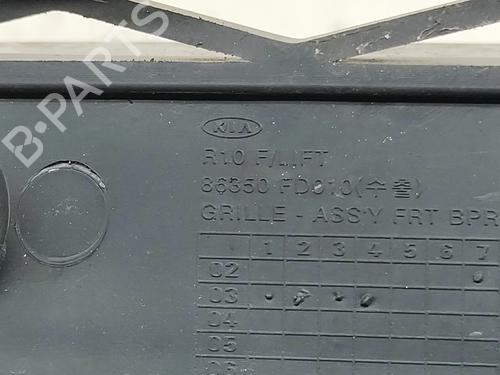 B-PARTS
KIA
R10 F/LIFT
86350 FD010(수출)
GRILLE - ASS'Y FRT BPR
1 2 3 4 5 6 7
02
03
04
05
06